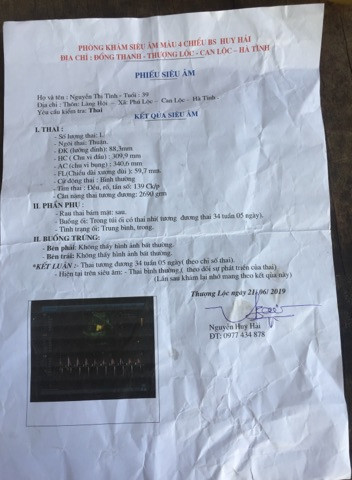 PHÒNG KHÁM SIÊU ÂM MÀU 4 CHIỀU BS HUY HẢI
ĐỊA CHỈ : ĐỒNG THANH - THƯỢNG LỘC - CAN LỘC – HÀ TĨNH
PHIẾU SIÊU ÂM
Họ và tên : Nguyễn Thị Tình - Tuổi : 39
Địa chỉ : Thôn: Làng Hội - Xã: Phú Lộc - Can Lộc - Hà Tĩnh
Yêu cầu kiểm tra: Thai
KẾT QUẢ SIÊU ÂM
I. THAI :
- Số lượng thai: 1.
- Ngôi thai: Thuận.
- ĐK (lưỡng đỉnh): 88,3mm
- HC ( Chu vi đầu) : 309,9 mm
- AC (chu vi bụng) : 340,6 mm
- FL(Chiều dài xương đùi ): 59,7 mm.
- Cử động thai : Bình thường
- Tim thai : Đều, rõ, tần số: 139 Ck/p
- Cân nặng thai tương đương: 2690 gam
II. PHẦN PHỤ :
- Rau thai bám mặt: sau.
- Buồng ối: Trong túi ối có thai nhi tương đương thai 34 tuần 05 ngày).
- Tình trạng ối: Trung bình, trong.
II. BUỒNG TRỨNG:
- Bên phải: Không thấy hình ảnh bất thường.
- Bên trái: Không thấy hình ảnh bất thường.
*KẾT LUẬN :- Thai tương đương 34 tuần 05 ngày( theo chỉ số thai).
- Hiện tại trên siêu âm: - Thai bình thường,( theo dõi sự phát triển của thai)
(Lần sau khám lại nhớ mang theo kết quả này)
Thượng Lộc ngày 21/06/ 2019
Nguyễn Huy Hải
ĐT: 0977 434 878